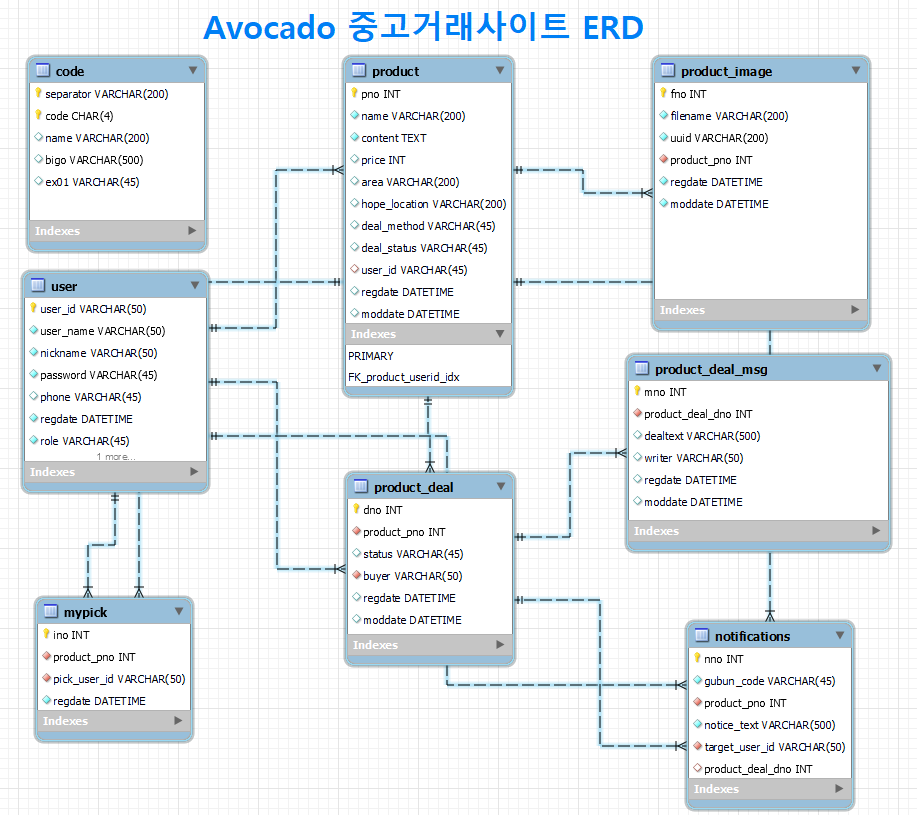 Avocado 중고거래사이트 ERD
code
separator VARCHAR(200)
code CHAR(4)
name VARCHAR(200)
bigo VARCHAR(500)
ex01 VARCHAR(45)
Indexes
product
pno INT
name VARCHAR(200)
content TEXT
price INT
area VARCHAR(200)
hope_location VARCHAR(200)
deal_method VARCHAR(45)
deal_status VARCHAR(45)
user_id VARCHAR(45)
regdate DATETIME
moddate DATETIME
Indexes
PRIMARY
FK_product_userid_idx
product_image
fno INT
filename VARCHAR(200)
uuid VARCHAR(200)
product_pno INT
regdate DATETIME
moddate DATETIME
Indexes
user
user_id VARCHAR(50)
user_name VARCHAR(50)
nickname VARCHAR(50)
password VARCHAR(45)
phone VARCHAR(45)
regdate DATETIME
role VARCHAR(45)
1 more...
Indexes
product_deal_msg
mno INT
product_deal_dno INT
dealtext VARCHAR(500)
writer VARCHAR(50)
regdate DATETIME
moddate DATETIME
Indexes
product_deal
dno INT
product_pno INT
status VARCHAR(45)
buyer VARCHAR(50)
regdate DATETIME
moddate DATETIME
Indexes
mypick
ino INT
product_pno INT
pick_user_id VARCHAR(50)
regdate DATETIME
Indexes
notifications
nno INT
gubun_code VARCHAR(45)
product_pno INT
notice_text VARCHAR(500)
target_user_id VARCHAR(50)
product_deal_dno INT
Indexes